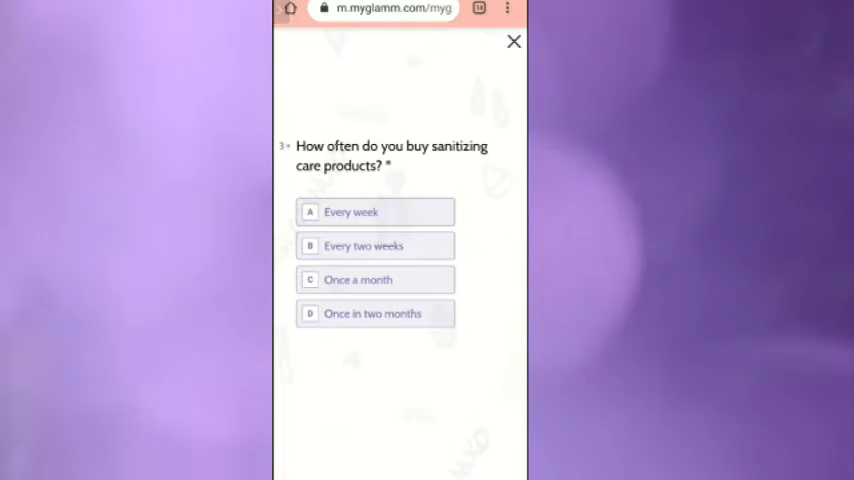 m.myglamm.com/myg
14
3 How often do you buy sanitizing
care products? *
A Every week
B Every two weeks
C Once a month
D Once in two months